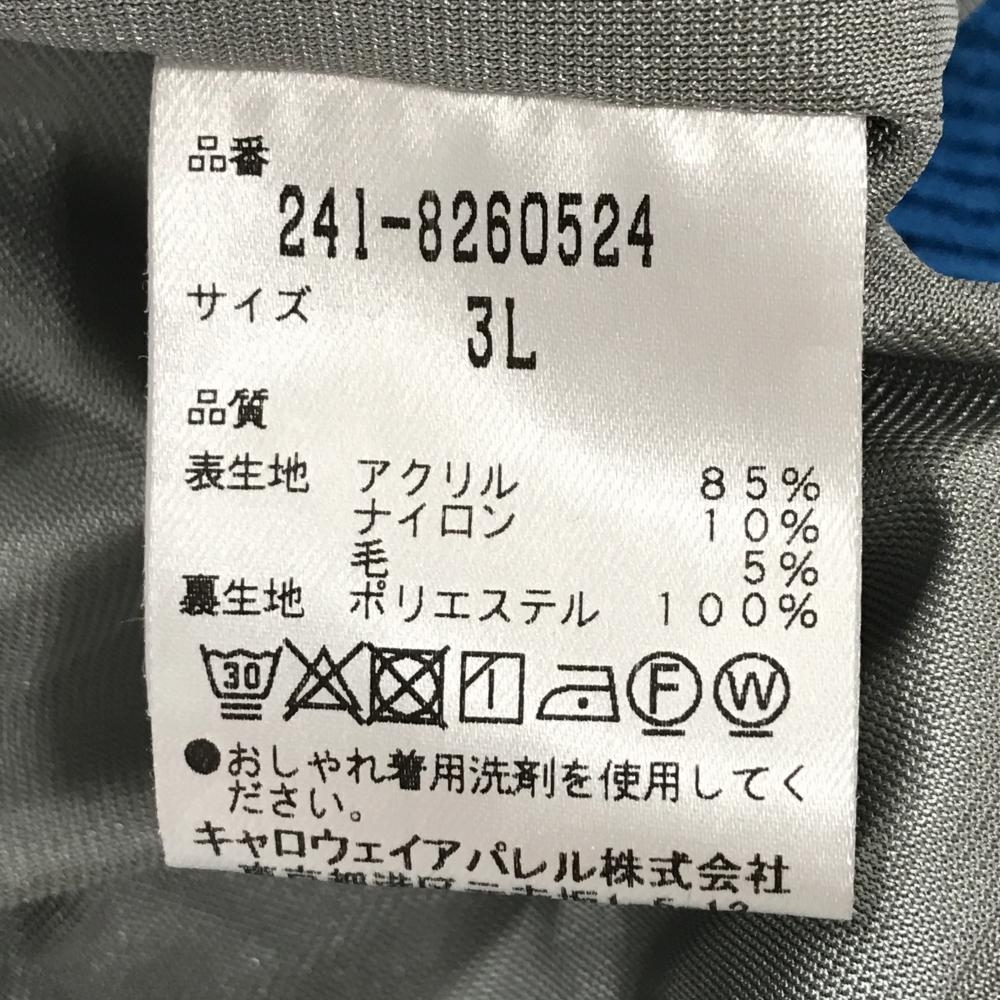 品番
241-8260524
サイズ 3L
品質
表生地 アクリル 85%
ナイロン 10%
毛 5%
裏生地 ポリエステル 100%
30 F W
●おしゃれ着用洗剤を使用してく
ださい。
キャロウェイアパレル株式会社